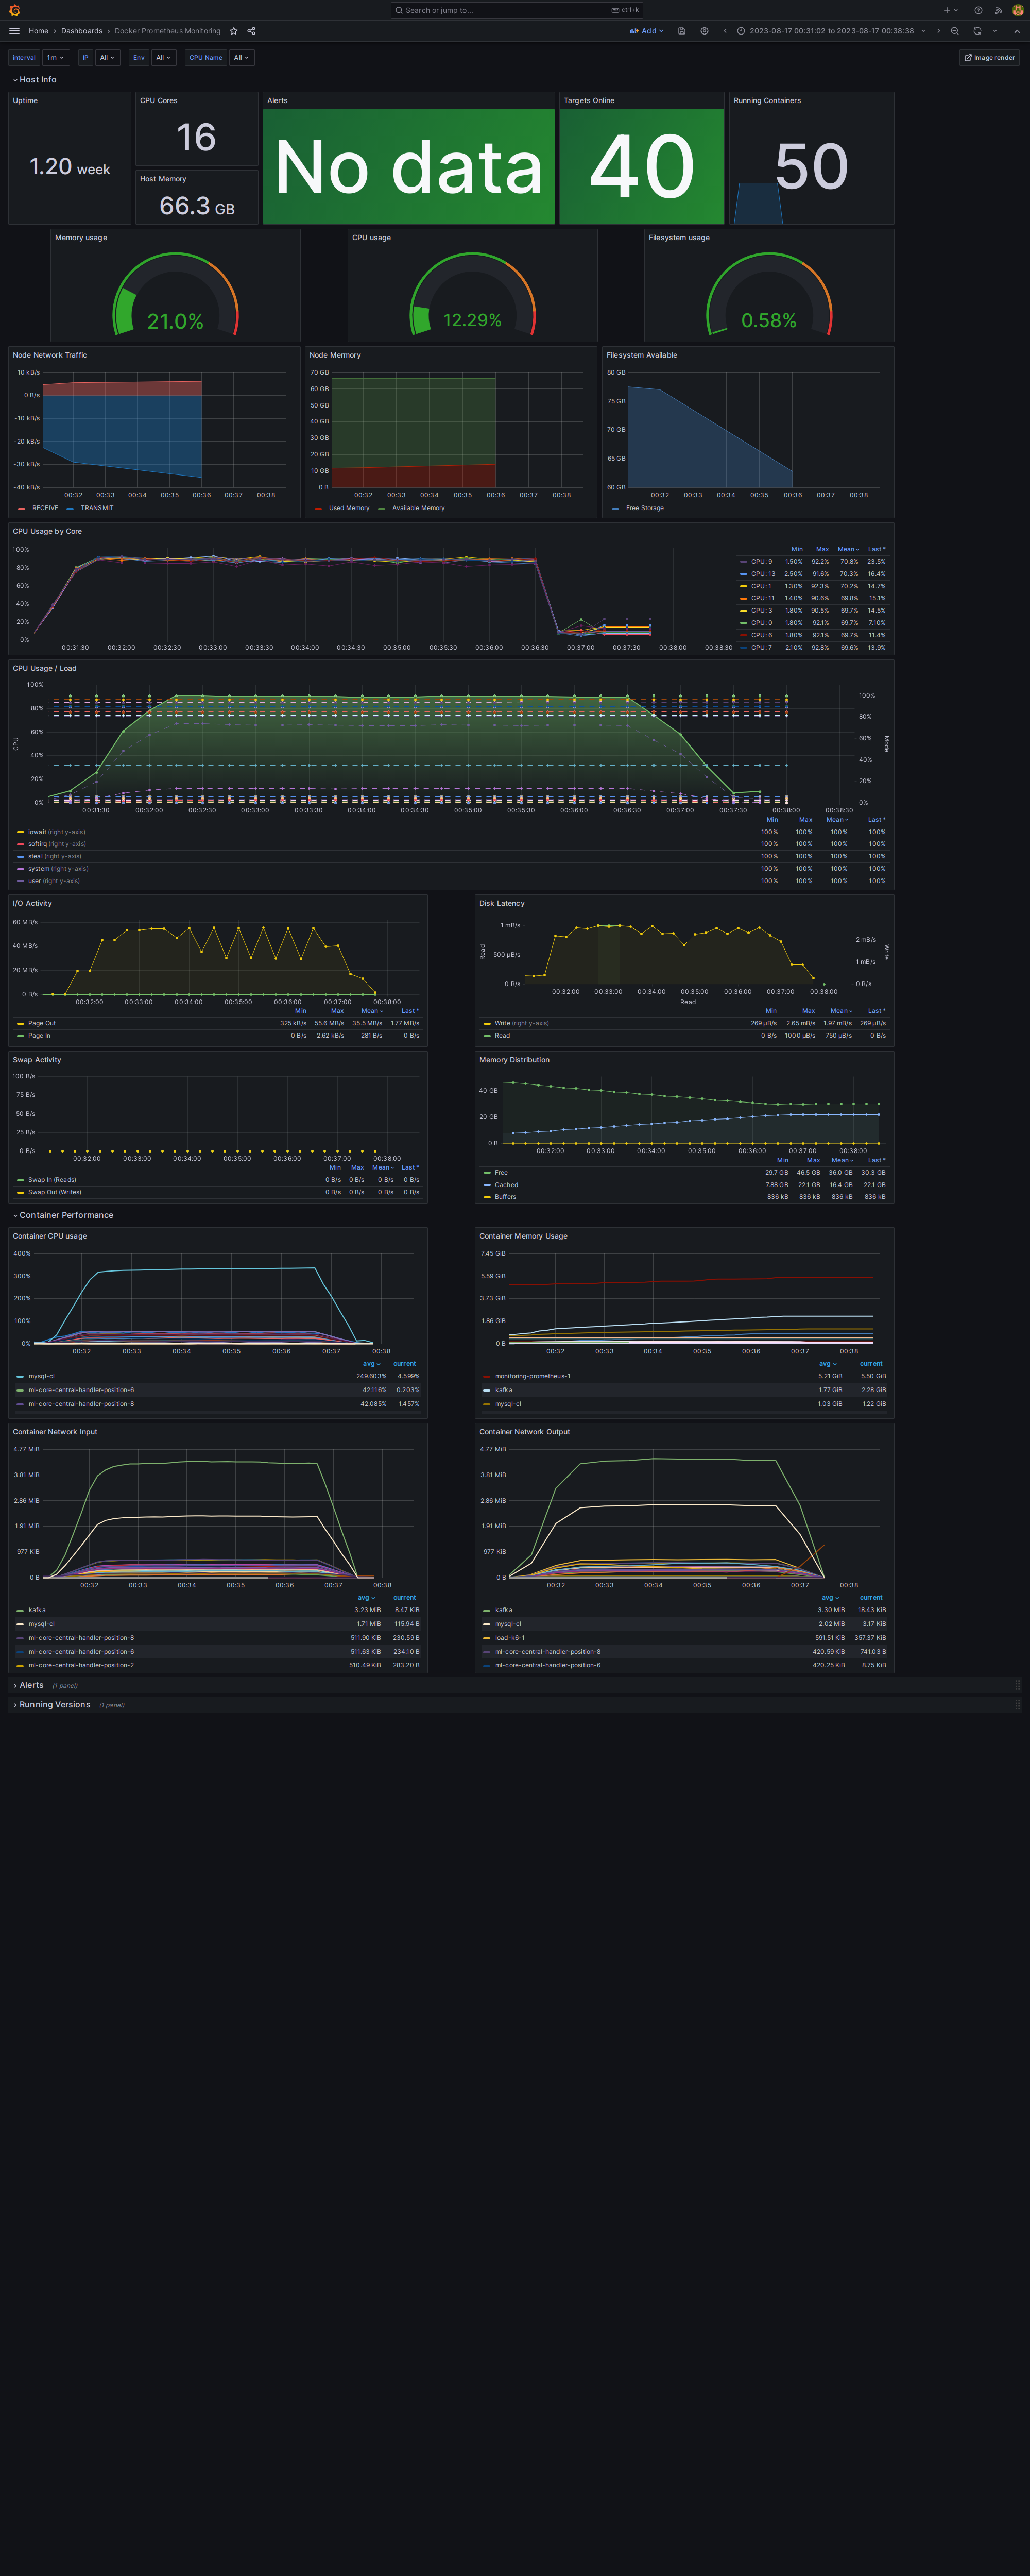 Search or jump to...
ctrl+k
Home › Dashboards › Docker Prometheus Monitoring
Add
2023-08-17 00:31:02 to 2023-08-17 00:38:38
Interval 1m IP All Env All CPU Name All
Image render
Host Info
Uptime
1.20 week
CPU Cores
16
Host Memory
66.3 GB
Alerts
No data
Targets Online
40
Running Containers
50
Memory usage
21.0%
CPU usage
12.29%
Filesystem usage
0.58%
Node Network Traffic
10 kB/s
0 B/s
-10 kB/s
-20 kB/s
-30 kB/s
-40 kB/s
00:32 00:33 00:34 00:35 00:36 00:37 00:38
RECEIVE TRANSMIT
Node Mermory
70 GB
60 GB
50 GB
40 GB
30 GB
20 GB
10 GB
0 B
00:32 00:33 00:34 00:35 00:36 00:37 00:38
Used Memory Available Memory
Filesystem Available
80 GB
75 GB
70 GB
65 GB
60 GB
00:32 00:33 00:34 00:35 00:36 00:37 00:38
Free Storage
CPU Usage by Core
100%
80%
60%
40%
20%
0%
00:31:30 00:32:00 00:32:30 00:33:00 00:33:30 00:34:00 00:34:30 00:35:00 00:35:30 00:36:00 00:36:30 00:37:00 00:37:30 00:38:00 00:38:30
Min Max Mean Last *
CPU: 9 1.50% 92.2% 70.8% 23.5%
CPU: 13 2.50% 91.6% 70.3% 16.4%
CPU: 1 1.30% 92.3% 70.2% 14.7%
CPU: 11 1.40% 90.6% 69.8% 15.1%
CPU: 3 1.80% 90.5% 69.7% 14.5%
CPU: 0 1.80% 92.1% 69.7% 7.10%
CPU: 6 1.80% 92.1% 69.7% 11.4%
CPU: 7 2.10% 92.8% 69.6% 13.9%
CPU Usage / Load
CPU
100%
80%
60%
40%
20%
0%
100%
80%
60%
40%
20%
0%
Mode
00:31:30 00:32:00 00:32:30 00:33:00 00:33:30 00:34:00 00:34:30 00:35:00 00:35:30 00:36:00 00:36:30 00:37:00 00:37:30 00:38:00 00:38:30
Min Max Mean Last *
iowait (right y-axis) 100% 100% 100% 100%
softirq (right y-axis) 100% 100% 100% 100%
steal (right y-axis) 100% 100% 100% 100%
system (right y-axis) 100% 100% 100% 100%
user (right y-axis) 100% 100% 100% 100%
I/O Activity
60 MB/s
40 MB/s
20 MB/s
0 B/s
00:32:00 00:33:00 00:34:00 00:35:00 00:36:00 00:37:00 00:38:00
Min Max Mean Last *
Page Out 325 kB/s 55.6 MB/s 35.5 MB/s 1.77 MB/s
Page In 0 B/s 2.62 kB/s 281 B/s 0 B/s
Disk Latency
Read
1 mB/s
500 µB/s
0 B/s
2 mB/s
1 mB/s
0 B/s
Write
00:32:00 00:33:00 00:34:00 00:35:00 00:36:00 00:37:00 00:38:00
Read
Min Max Mean Last *
Write (right y-axis) 269 µB/s 2.65 mB/s 1.97 mB/s 269 µB/s
Read 0 B/s 1000 µB/s 750 µB/s 0 B/s
Swap Activity
100 B/s
75 B/s
50 B/s
25 B/s
0 B/s
00:32:00 00:33:00 00:34:00 00:35:00 00:36:00 00:37:00 00:38:00
Min Max Mean Last *
Swap In (Reads) 0 B/s 0 B/s 0 B/s 0 B/s
Swap Out (Writes) 0 B/s 0 B/s 0 B/s 0 B/s
Memory Distribution
40 GB
20 GB
0 B
00:32:00 00:33:00 00:34:00 00:35:00 00:36:00 00:37:00 00:38:00
Min Max Mean Last *
Free 29.7 GB 46.5 GB 36.0 GB 30.3 GB
Cached 7.88 GB 22.1 GB 16.4 GB 22.1 GB
Buffers 836 kB 836 kB 836 kB 836 kB
Container Performance
Container CPU usage
400%
300%
200%
100%
0%
00:32 00:33 00:34 00:35 00:36 00:37 00:38
avg current
mysql-cl 249.603% 4.599%
ml-core-central-handler-position-6 42.116% 0.203%
ml-core-central-handler-position-8 42.085% 1.457%
Container Memory Usage
7.45 GiB
5.59 GiB
3.73 GiB
1.86 GiB
0 B
00:32 00:33 00:34 00:35 00:36 00:37 00:38
avg current
monitoring-prometheus-1 5.21 GiB 5.50 GiB
kafka 1.77 GiB 2.28 GiB
mysql-cl 1.03 GiB 1.22 GiB
Container Network Input
4.77 MiB
3.81 MiB
2.86 MiB
1.91 MiB
977 KiB
0 B
00:32 00:33 00:34 00:35 00:36 00:37 00:38
avg current
kafka 3.23 MiB 8.47 KiB
mysql-cl 1.71 MiB 115.94 B
ml-core-central-handler-position-8 511.90 KiB 230.59 B
ml-core-central-handler-position-6 511.63 KiB 234.10 B
ml-core-central-handler-position-2 510.49 KiB 283.20 B
Container Network Output
4.77 MiB
3.81 MiB
2.86 MiB
1.91 MiB
977 KiB
0 B
00:32 00:33 00:34 00:35 00:36 00:37 00:38
avg current
kafka 3.30 MiB 18.43 KiB
mysql-cl 2.02 MiB 3.17 KiB
load-k6-1 591.51 KiB 357.37 KiB
ml-core-central-handler-position-8 420.59 KiB 741.03 B
ml-core-central-handler-position-6 420.25 KiB 8.75 KiB
Alerts (1 panel)
Running Versions (1 panel)